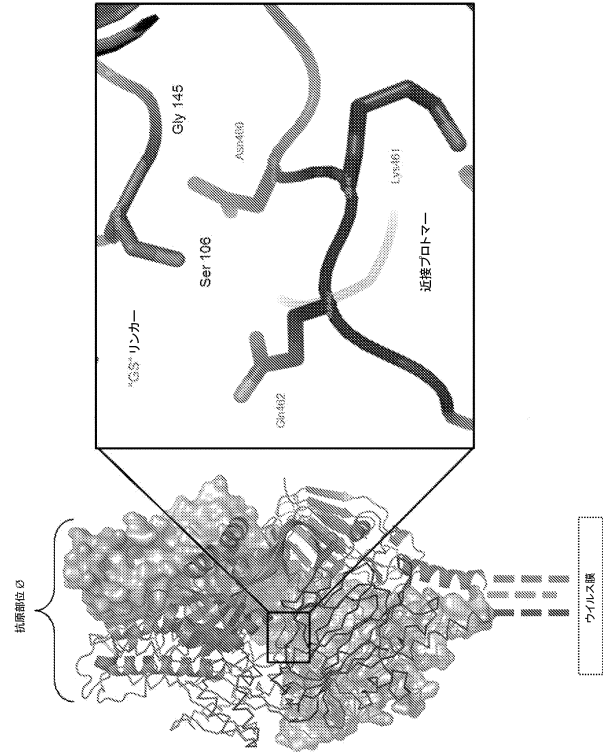 抗原部位 Ø
ウイルス膜
"GS"リンカー
Ser 106
Gly 145
Asn460
Lys461
Gln462
近接プロトマー